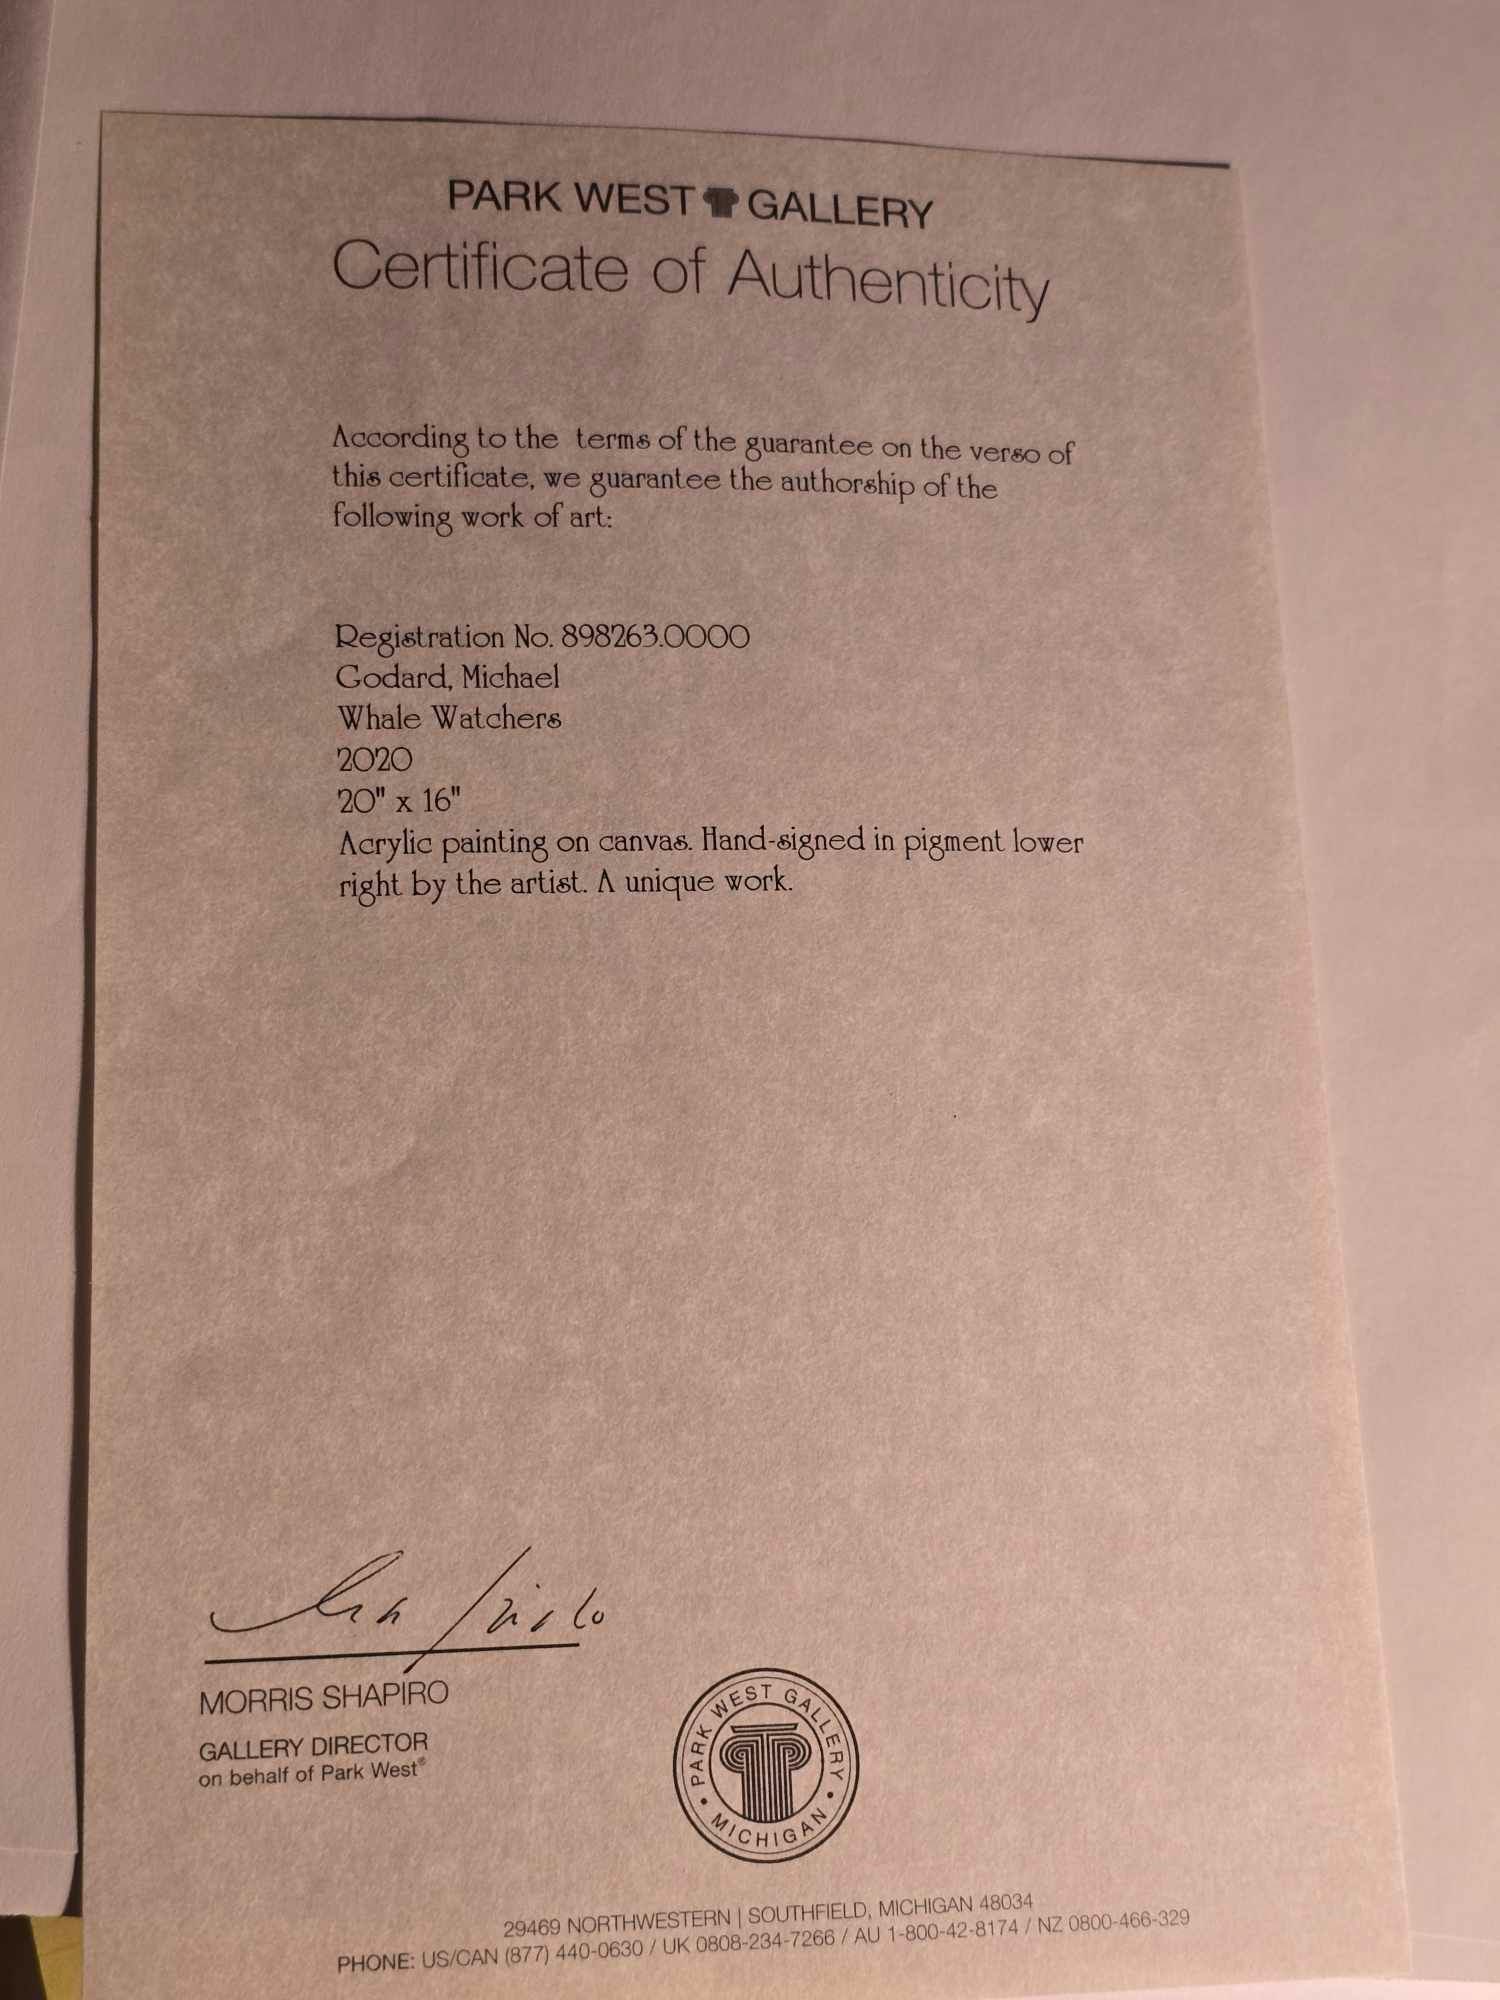 PARK WEST GALLERY
Certificate of Authenticity
According to the terms of the guarantee on the verso of
this certificate, we guarantee the authorship of the
following work of art:
Registration No. 898263.0000
Godard, Michael
Whale Watchers
2020
20" x 16"
Acrylic painting on canvas. Hand-signed in pigment lower
right by the artist. A unique work.
MORRIS SHAPIRO
GALLERY DIRECTOR
on behalf of Park West®
PARK WEST GALLERY
• MICHIGAN •
29469 NORTHWESTERN | SOUTHFIELD, MICHIGAN 48034
PHONE: US/CAN (877) 440-0630 / UK 0808-234-7266 / AU 1-800-42-8174 / NZ 0800-466-329